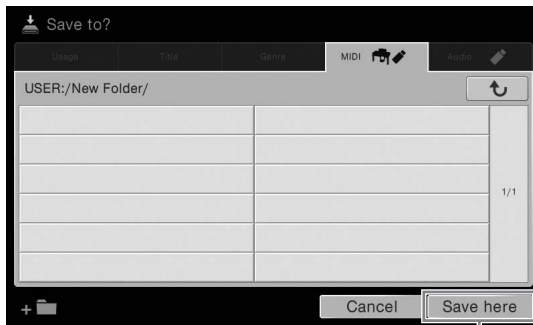 Save to?
Usage Title Genre MIDI Audio
USER:/New Folder/
1/1
+
Cancel Save here